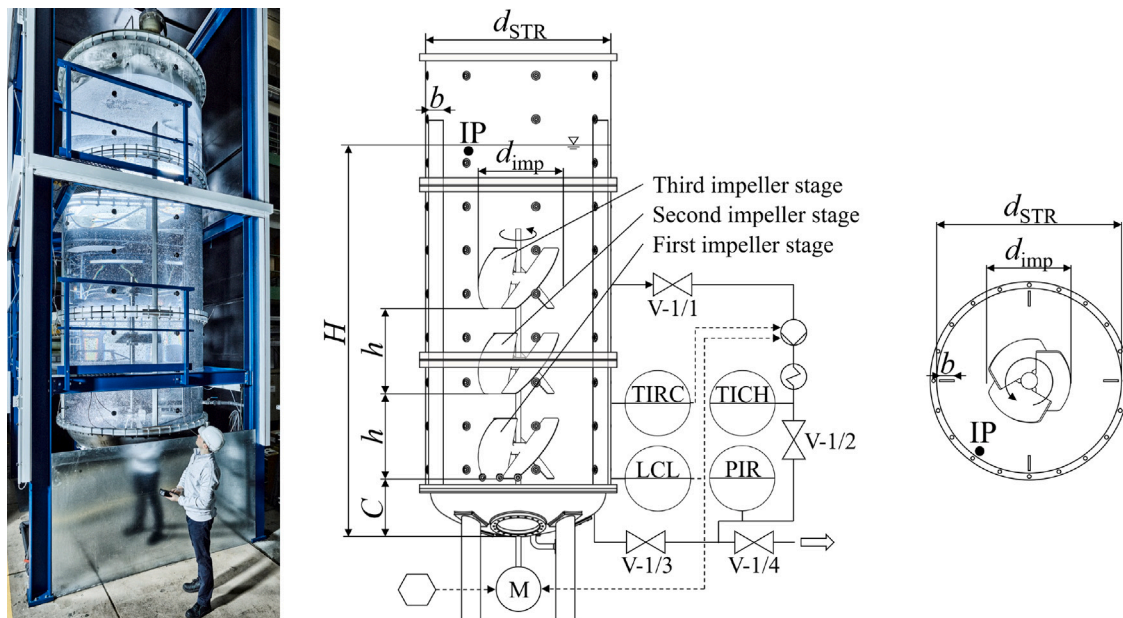 d_STR
b
IP
d_imp
Third impeller stage
Second impeller stage
First impeller stage
V-1/1
H
h
h
C
TIRC
TICH
V-1/2
LCL
PIR
V-1/3
V-1/4
M
d_STR
d_imp
b
IP